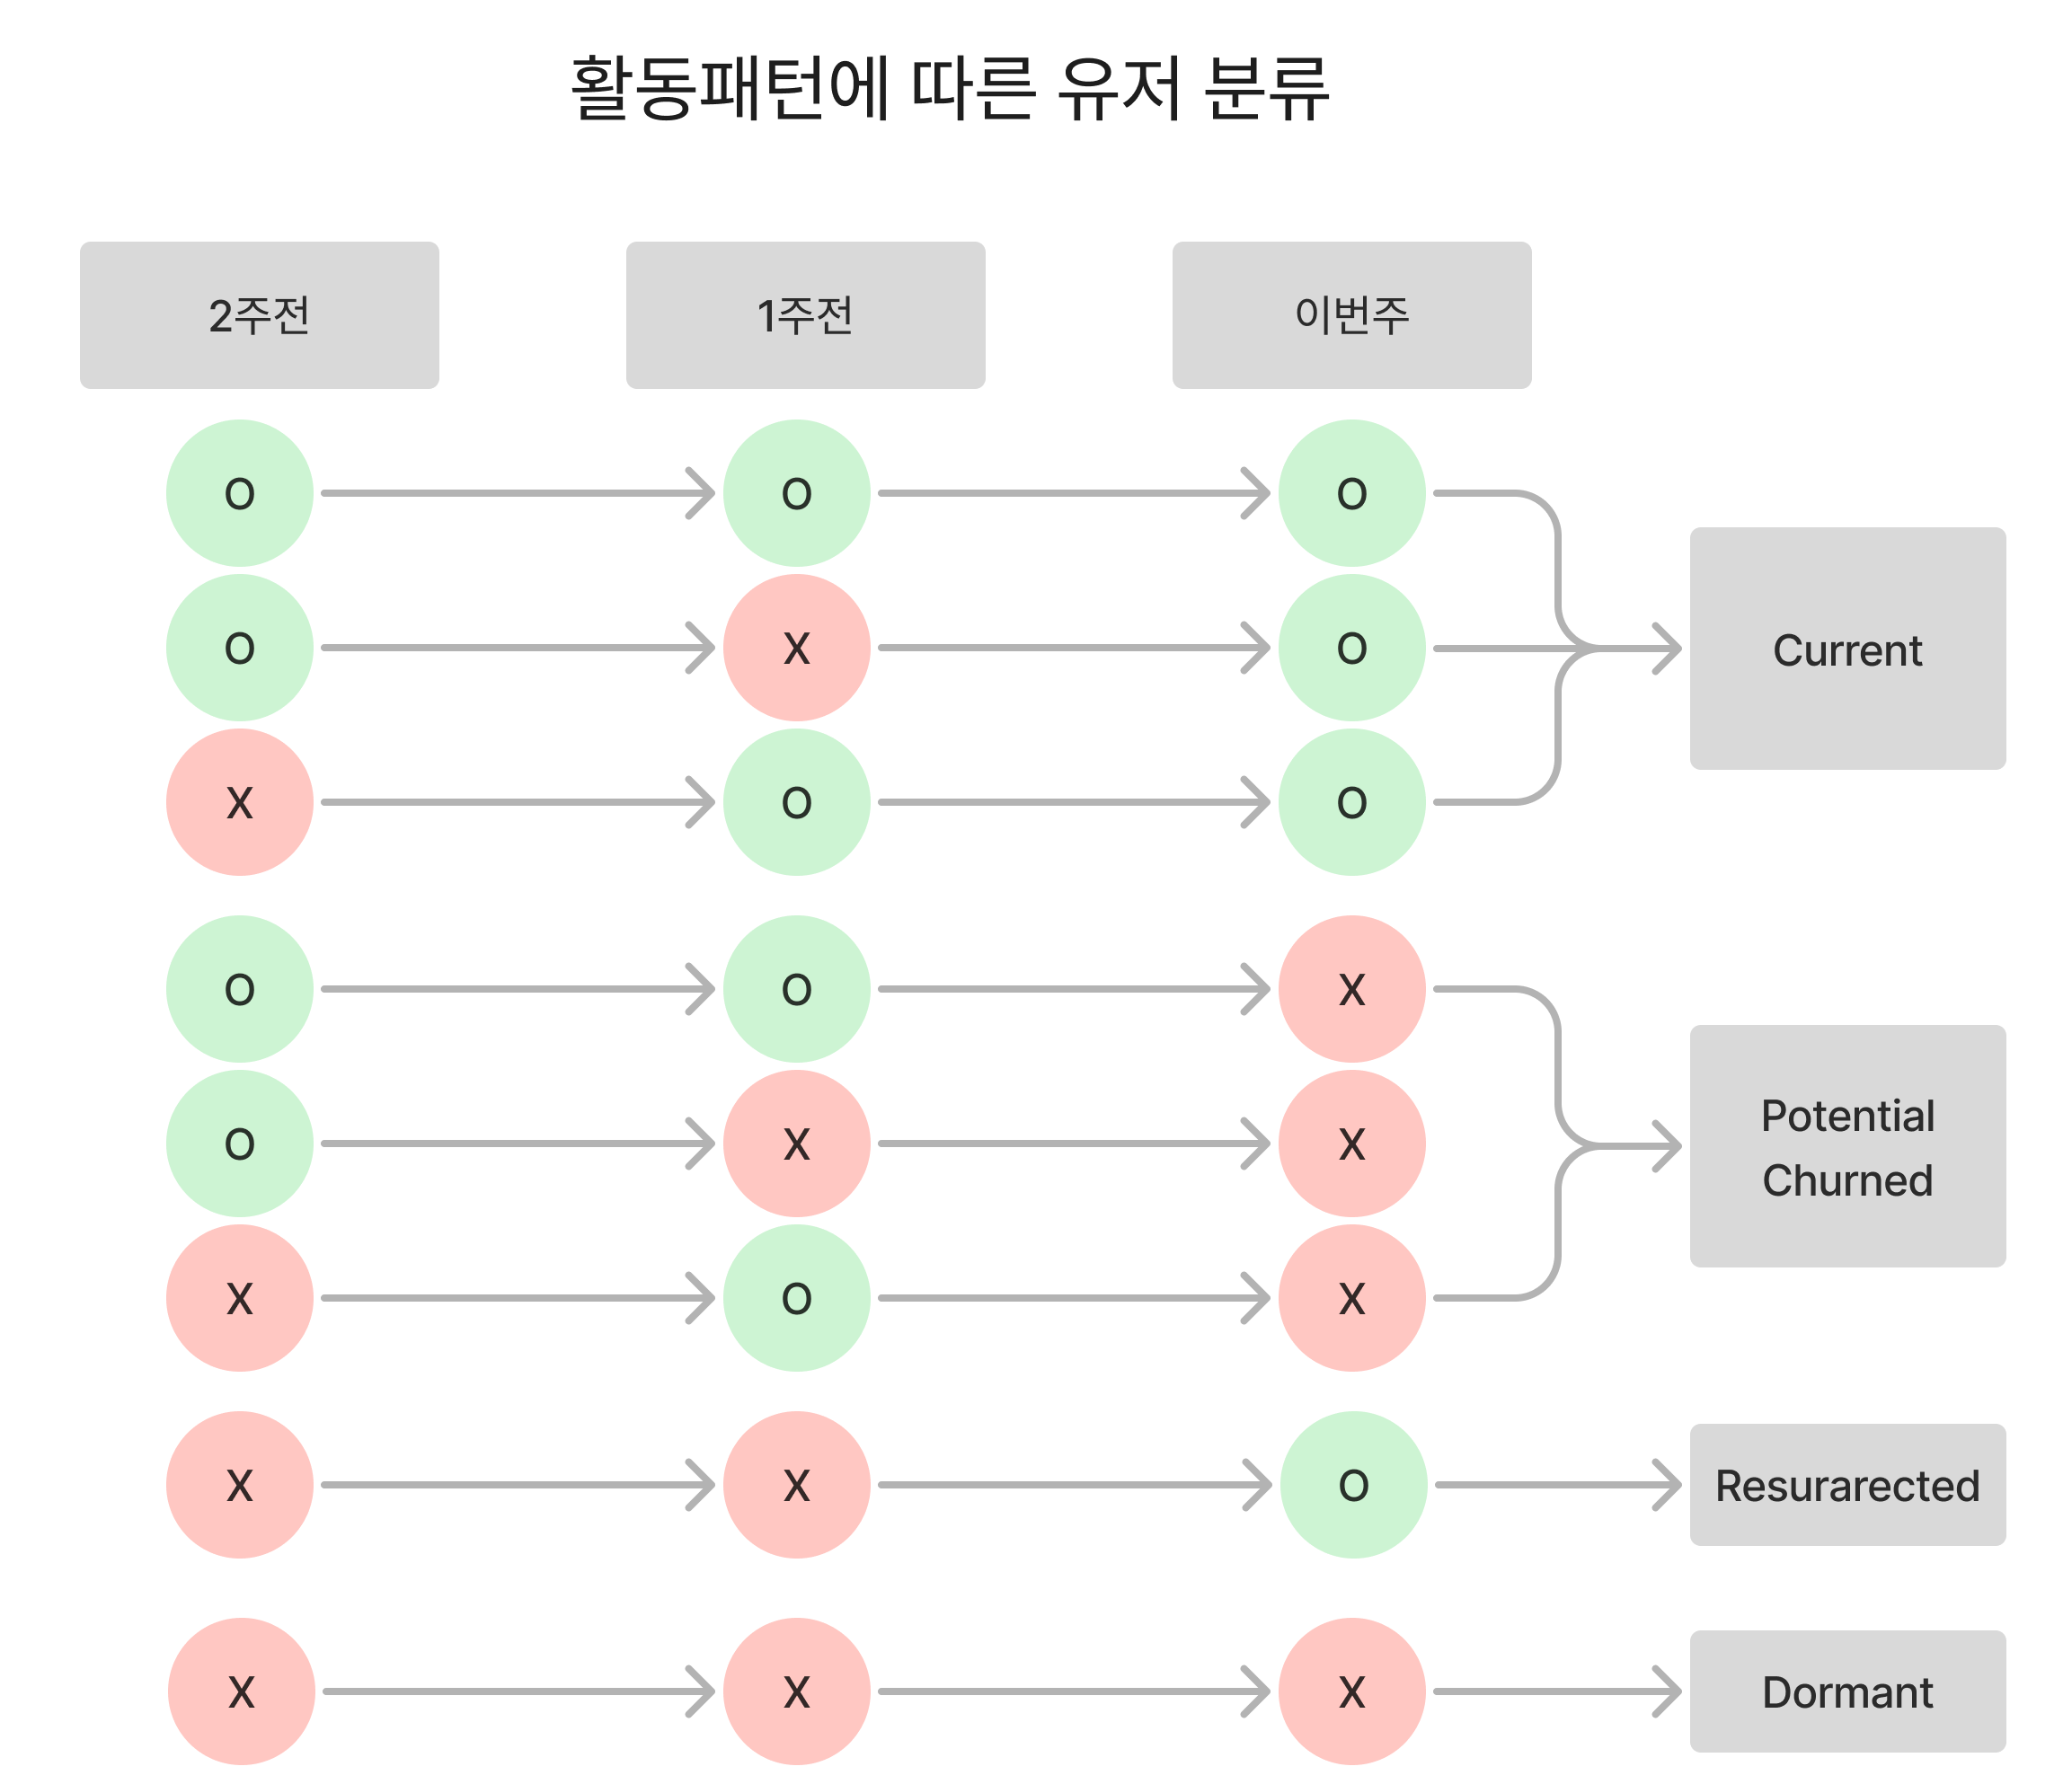 활동패턴에 따른 유저 분류
2주전 1주전 이번주
O O O
O X O
Current
X O O
O O X
O X X
Potential
Churned
X O X
X X O Resurarected
X X X Dormant